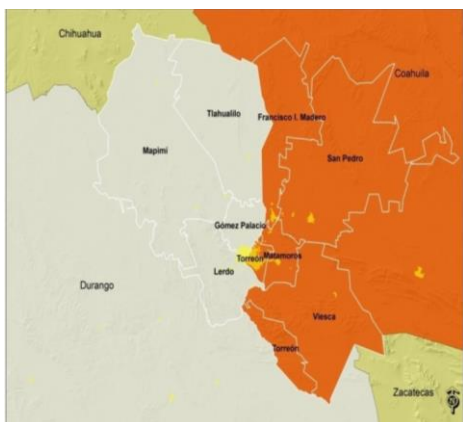 Chihuahua
Coahuila
Tlahualilo
Francisco I. Madero
Mapimí
San Pedro
Gómez Palacio
Torreón
Matamoros
Lerdo
Durango
Viesca
Torreón
Zacatecas